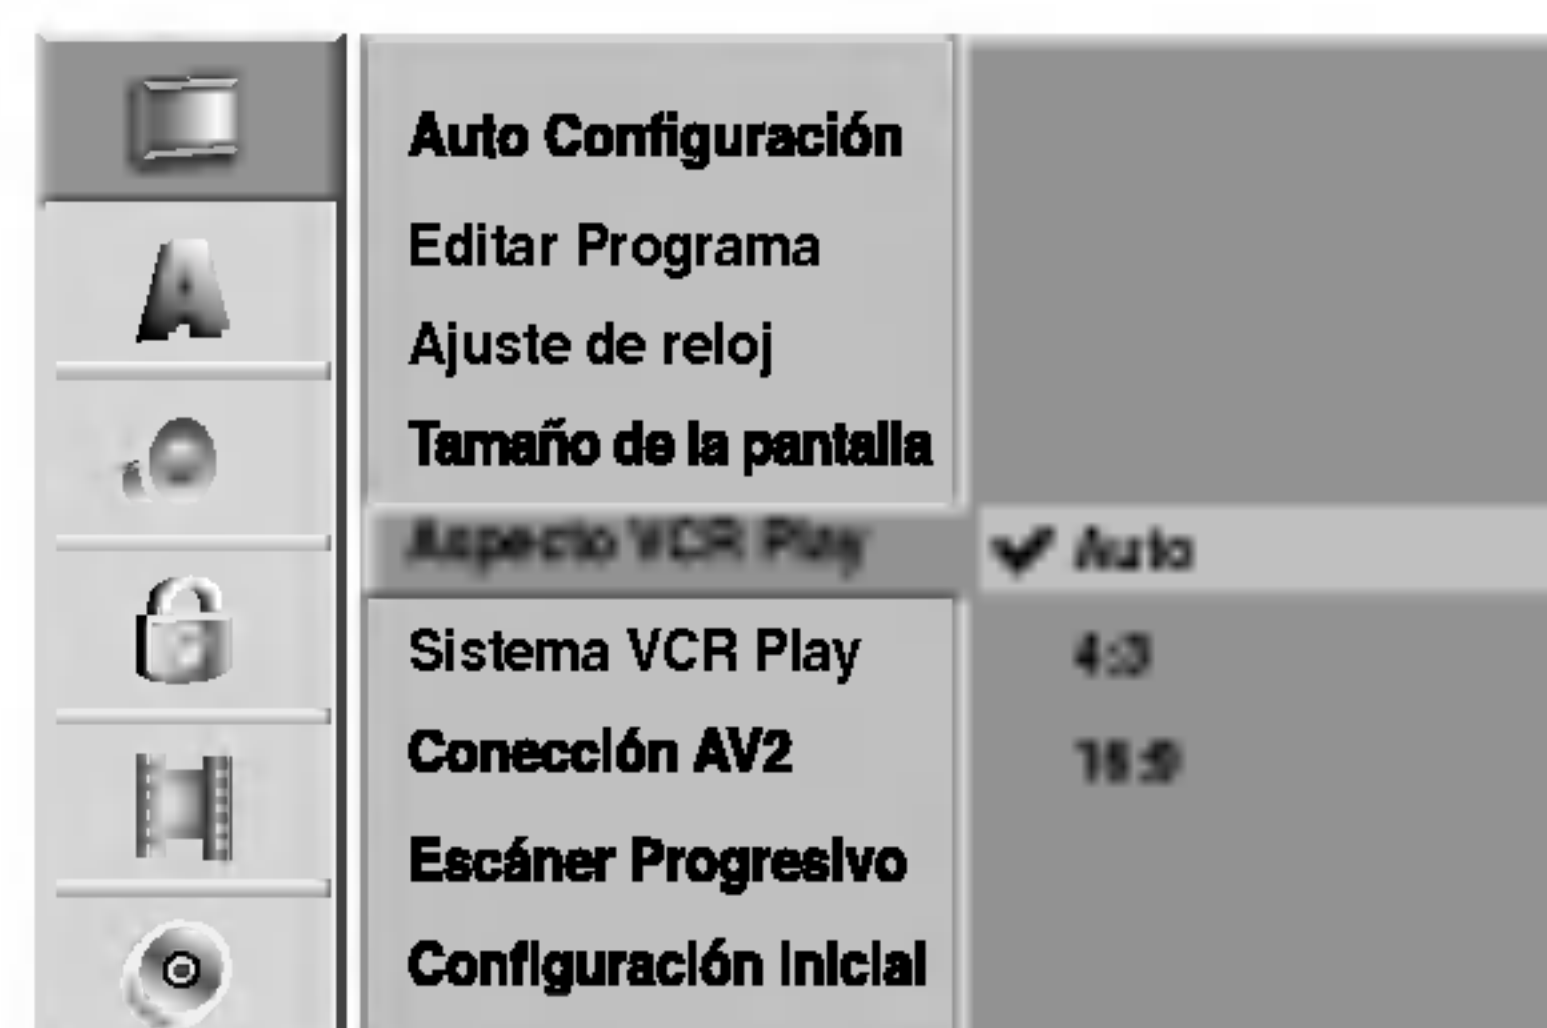 Auto Configuración
Editar Programa
Ajuste de reloj
Tamaño de la pantalla
Aspecto VCR Play
Auto
4:3
16:9
Sistema VCR Play
Conección AV2
Escáner Progresivo
Configuración Inicial